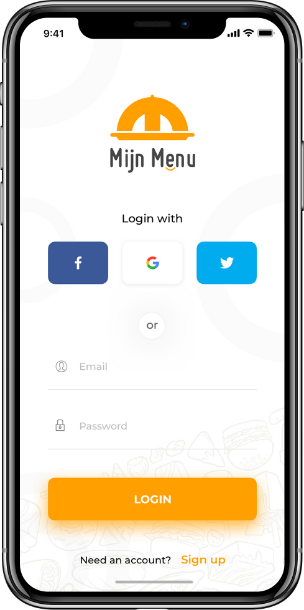 9:41
Mijn Menu
Login with
f G
or
Email
Password
LOGIN
Need an account? Sign up